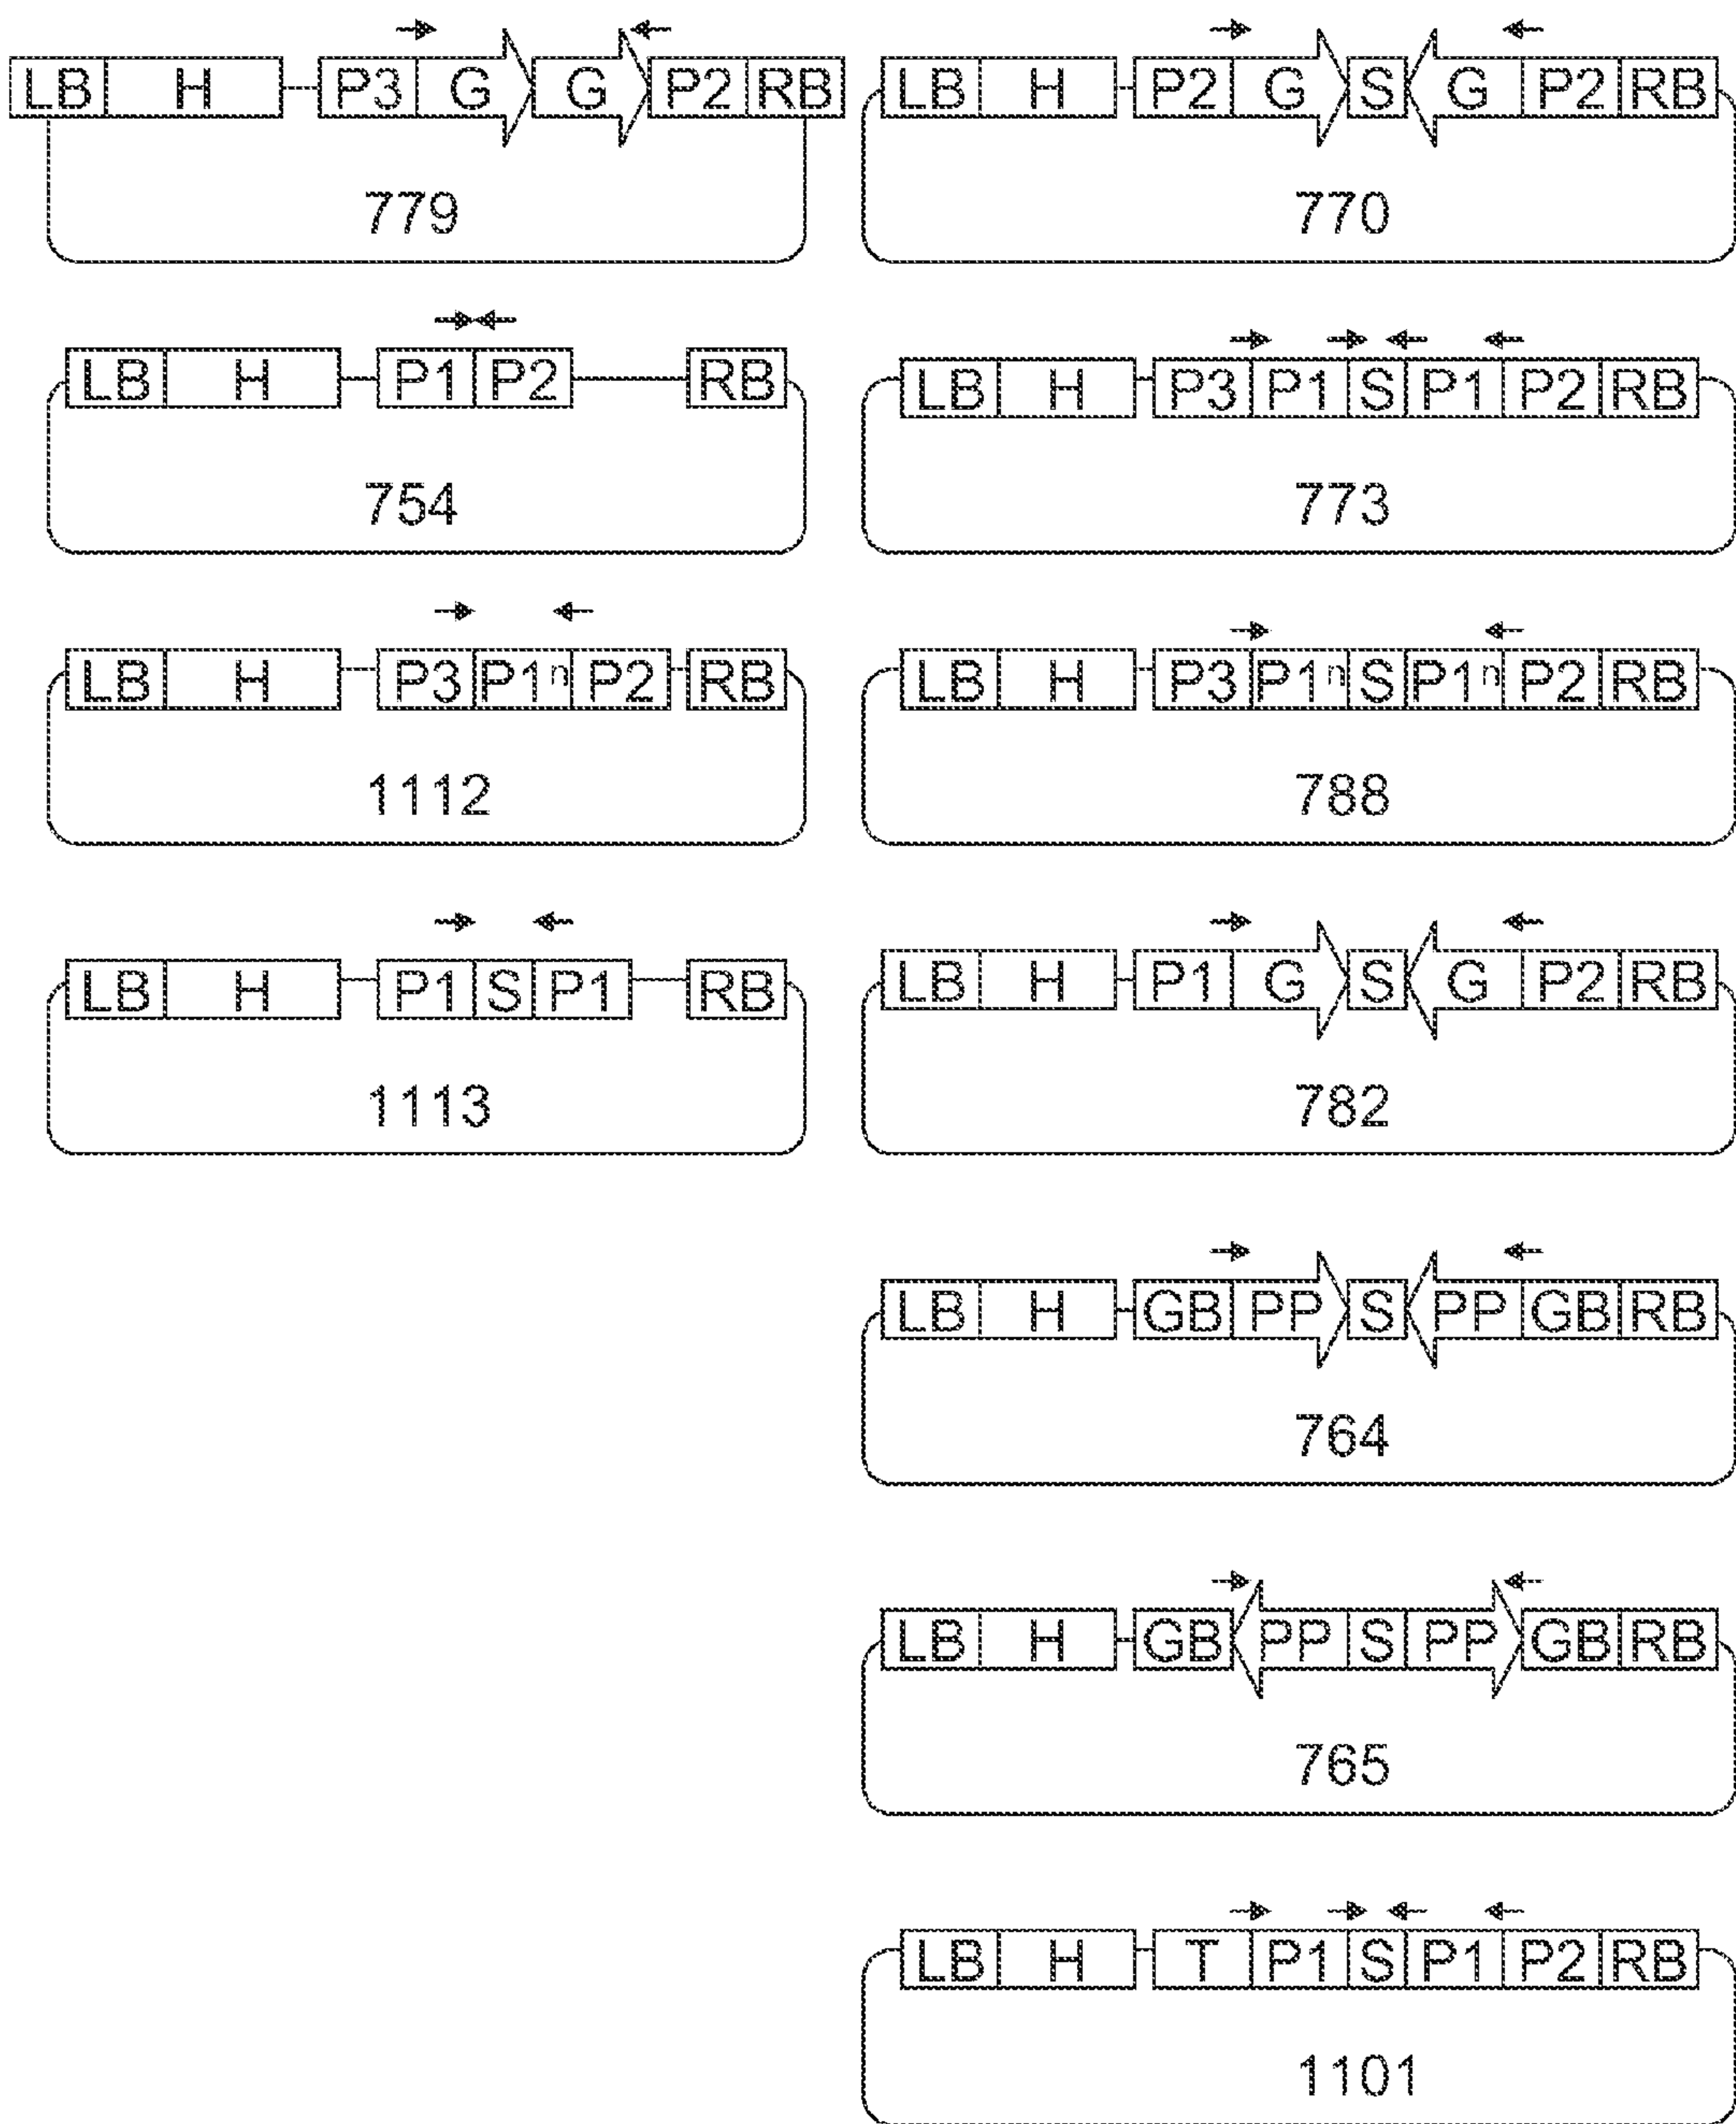 LB H P3 G G P2 RB
779
LB H P2 G S G P2 RB
770
LB H P1 P2 RB
754
LB H P3 P1 S P1 P2 RB
773
LB H P3 P1ⁿ P2 RB
1112
LB H P3 P1ⁿ S P1ⁿ P2 RB
788
LB H P1 S P1 RB
1113
LB H P1 G S G P2 RB
782
LB H GB PP S PP GB RB
764
LB H GB PP S PP GB RB
765
LB H T P1 S P1 P2 RB
1101